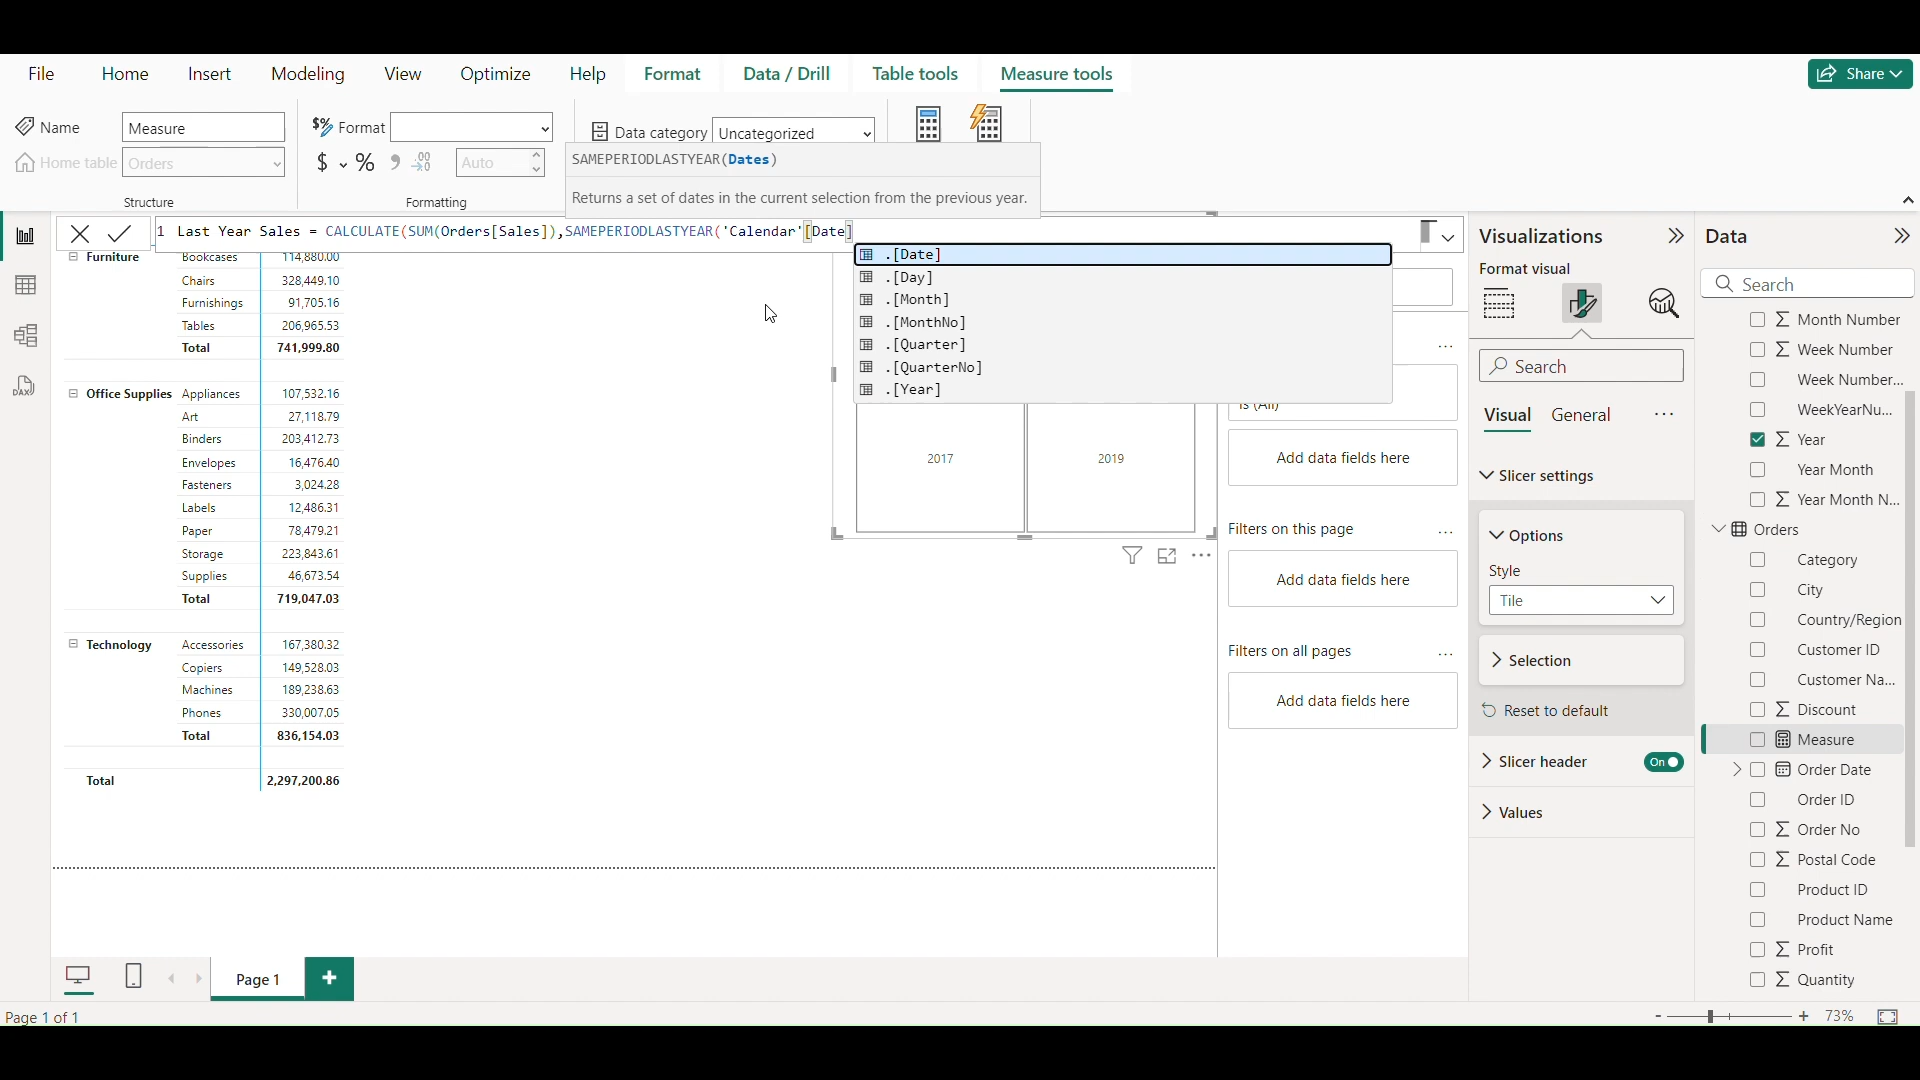 File Home Insert Modeling View Optimize Help Format Data / Drill Table tools Measure tools Share
Name Measure Format Data category Uncategorized
Home table Orders $ % Auto
Structure Formatting
SAMEPERIODLASTYEAR(Dates)
Returns a set of dates in the current selection from the previous year.
1 Last Year Sales = CALCULATE(SUM(Orders[Sales]),SAMEPERIODLASTYEAR('Calendar'[Date]
.[Date]
.[Day]
.[Month]
.[MonthNo]
.[Quarter]
.[QuarterNo]
.[Year]
Furniture Bookcases 114,880.00
Chairs 328,449.10
Furnishings 91,705.16
Tables 206,965.53
Total 741,999.80
Office Supplies Appliances 107,532.16
Art 27,118.79
Binders 203,412.73
Envelopes 16,476.40
Fasteners 3,024.28
Labels 12,486.31
Paper 78,479.21
Storage 223,843.61
Supplies 46,673.54
Total 719,047.03
Technology Accessories 167,380.32
Copiers 149,528.03
Machines 189,238.63
Phones 330,007.05
Total 836,154.03
Total 2,297,200.86
2017 2019
is (All)
Add data fields here
Filters on this page
Add data fields here
Filters on all pages
Add data fields here
Visualizations
Format visual
Search
Visual General
Slicer settings
Options
Style
Tile
Selection
Reset to default
Slicer header On
Values
Data
Search
Month Number
Week Number
Week Number...
WeekYearNu...
Year
Year Month
Year Month N...
Orders
Category
City
Country/Region
Customer ID
Customer Na...
Discount
Measure
Order Date
Order ID
Order No
Postal Code
Product ID
Product Name
Profit
Quantity
Page 1 +
Page 1 of 1
- + 73%